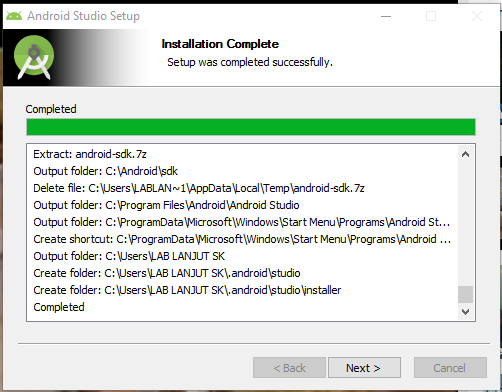 Android Studio Setup
Installation Complete
Setup was completed successfully.
Completed
Extract: android-sdk.7z
Output folder: C:\Android\sdk
Delete file: C:\Users\LABLAN~1\AppData\Local\Temp\android-sdk.7z
Output folder: C:\Program Files\Android\Android Studio
Output folder: C:\ProgramData\Microsoft\Windows\Start Menu\Programs\Android St...
Create shortcut: C:\ProgramData\Microsoft\Windows\Start Menu\Programs\Android ...
Output folder: C:\Users\LAB LANJUT SK
Create folder: C:\Users\LAB LANJUT SK\.android\studio
Create folder: C:\Users\LAB LANJUT SK\.android\studio\installer
Completed
< Back Next > Cancel